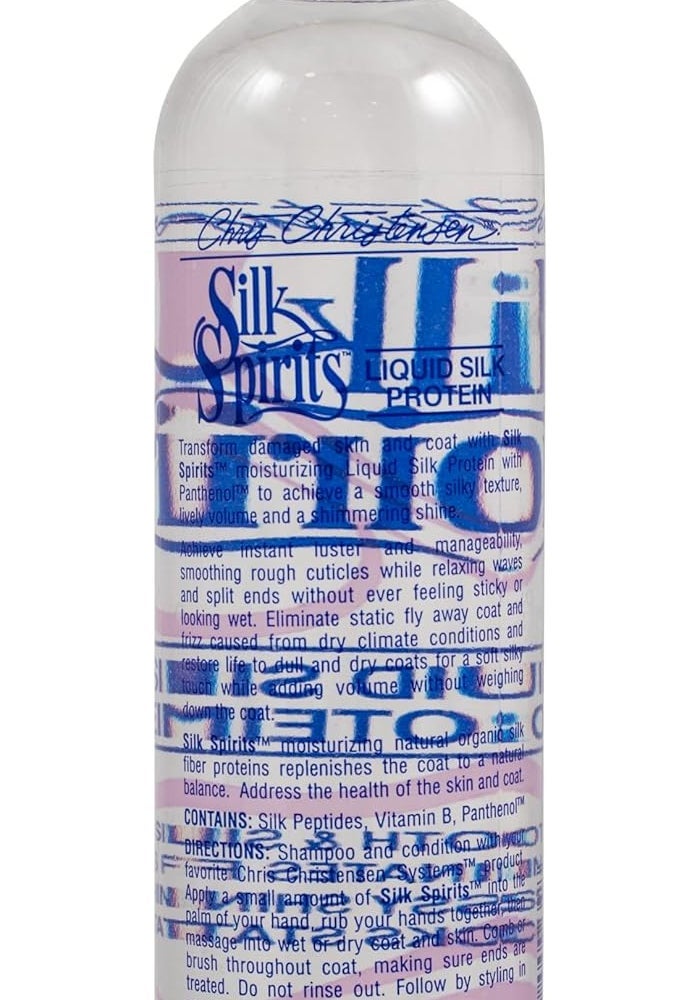 Chris Christensen
Silk
Spirits™
LIQUID SILK
PROTEIN
Transform damaged skin and coat with Silk
Spirits™ moisturizing Liquid Silk Protein with
Panthenol™ to achieve a smooth silky texture,
lively volume and a shimmering shine.
Achieve instant luster and manageability,
smoothing rough cuticles while relaxing waves
and split ends without ever feeling sticky or
looking wet. Eliminate static fly away coat and
frizz caused from dry climate conditions and
restore life to dull and dry coats for a soft silky
touch while adding volume without weighing
down the coat.
Silk Spirits™ moisturizing natural organic silk
fiber proteins replenishes the coat to a natural
balance. Address the health of the skin and coat.
CONTAINS: Silk Peptides, Vitamin B, Panthenol™
DIRECTIONS: Shampoo and condition with your
favorite Chris Christensen Systems™ product.
Apply a small amount of Silk Spirits™ into the
palm of your hand, rub your hands together, then
massage into wet or dry coat and skin. Comb or
brush throughout coat, making sure ends are
treated. Do not rinse out. Follow by styling in